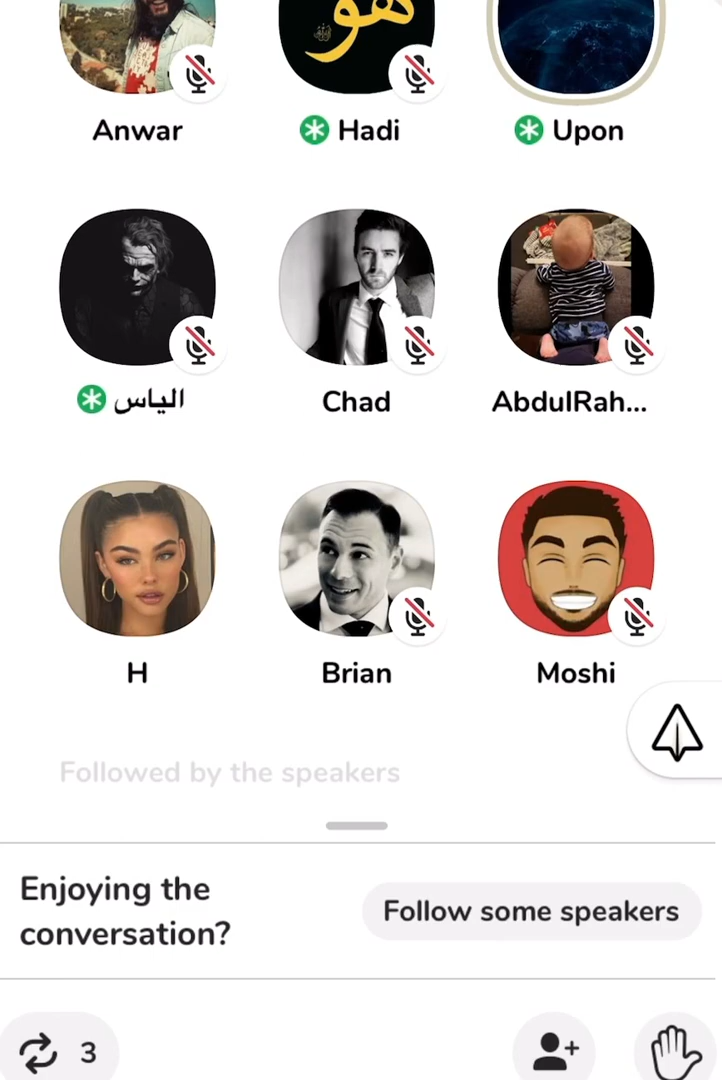 هو
Anwar
Hadi
Upon
الياس
Chad
AbdulRah...
H
Brian
Moshi
Followed by the speakers
Enjoying the
conversation?
Follow some speakers
3